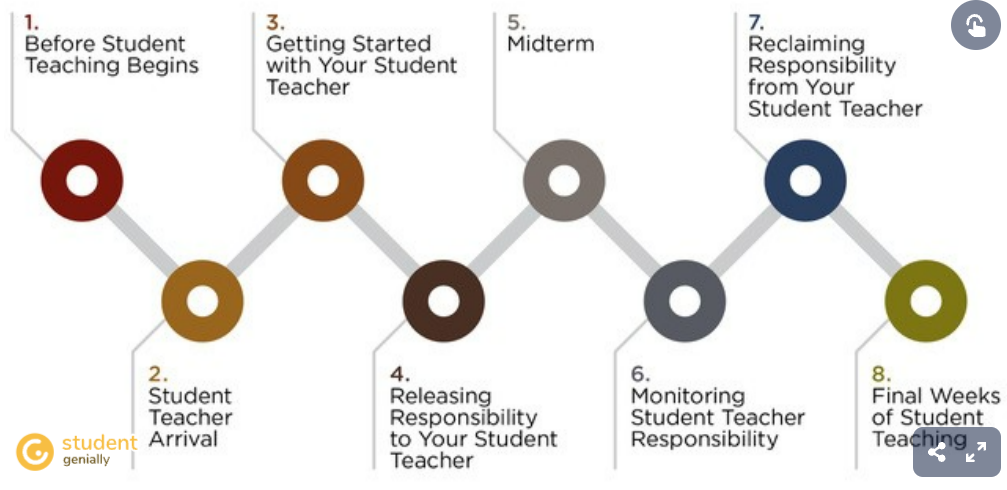 1.
Before Student
Teaching Begins
2.
Student
Teacher
Arrival
3.
Getting Started
with Your Student
Teacher
4.
Releasing
Responsibility
to Your Student
Teacher
5.
Midterm
6.
Monitoring
Student Teacher
Responsibility
7.
Reclaiming
Responsibility
from Your
Student Teacher
8.
Final Weeks
of Student
Teaching
student
genially